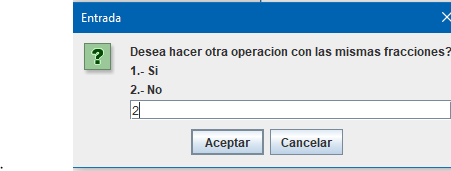 Entrada
Desea hacer otra operacion con las mismas fracciones?
1.- Si
2.- No
2
Aceptar Cancelar
.